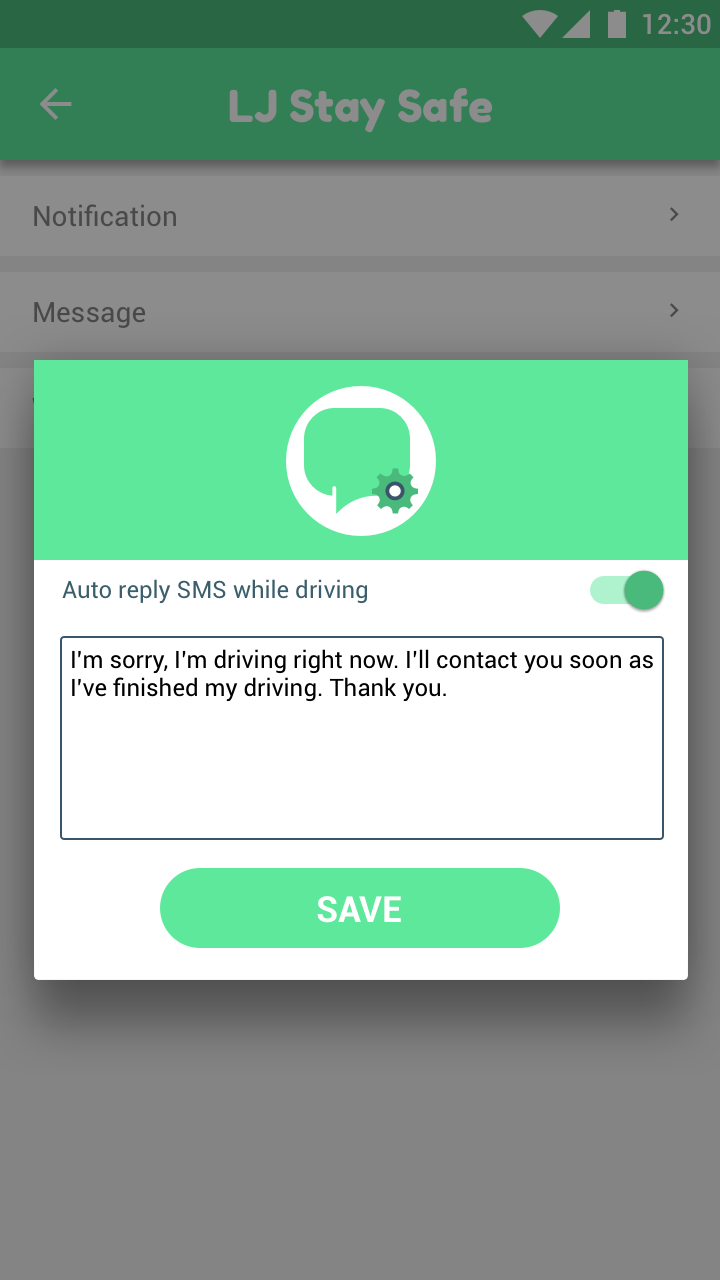 12:30
LJ Stay Safe
Notification
Message
Auto reply SMS while driving
I'm sorry, I'm driving right now. I'll contact you soon as
I've finished my driving. Thank you.
SAVE